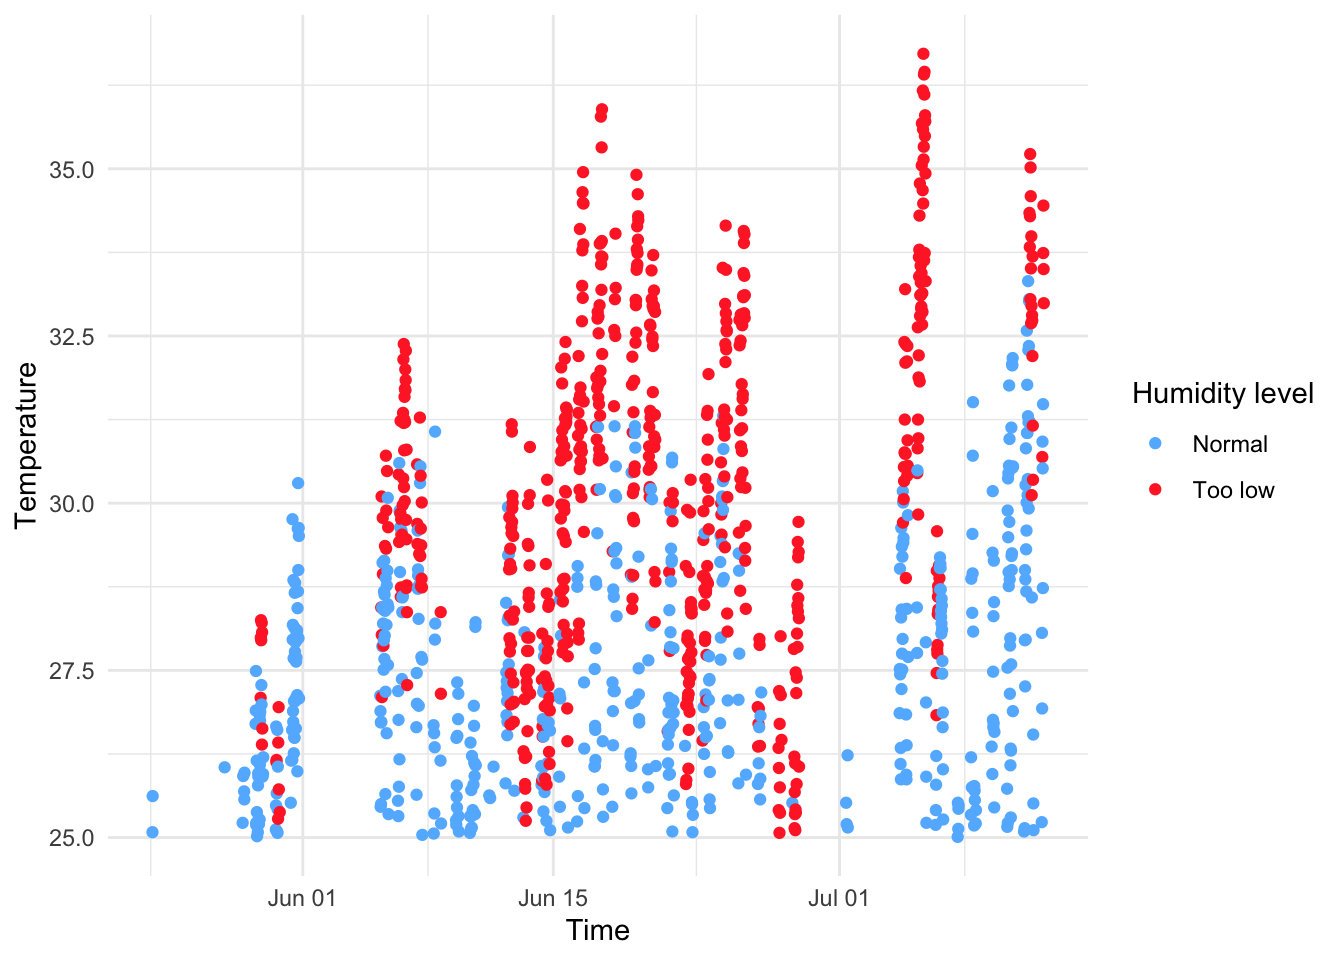 35.0
32.5
30.0
27.5
25.0
Temperature
Jun 01
Jun 15
Jul 01
Time
Humidity level
Normal
Too low